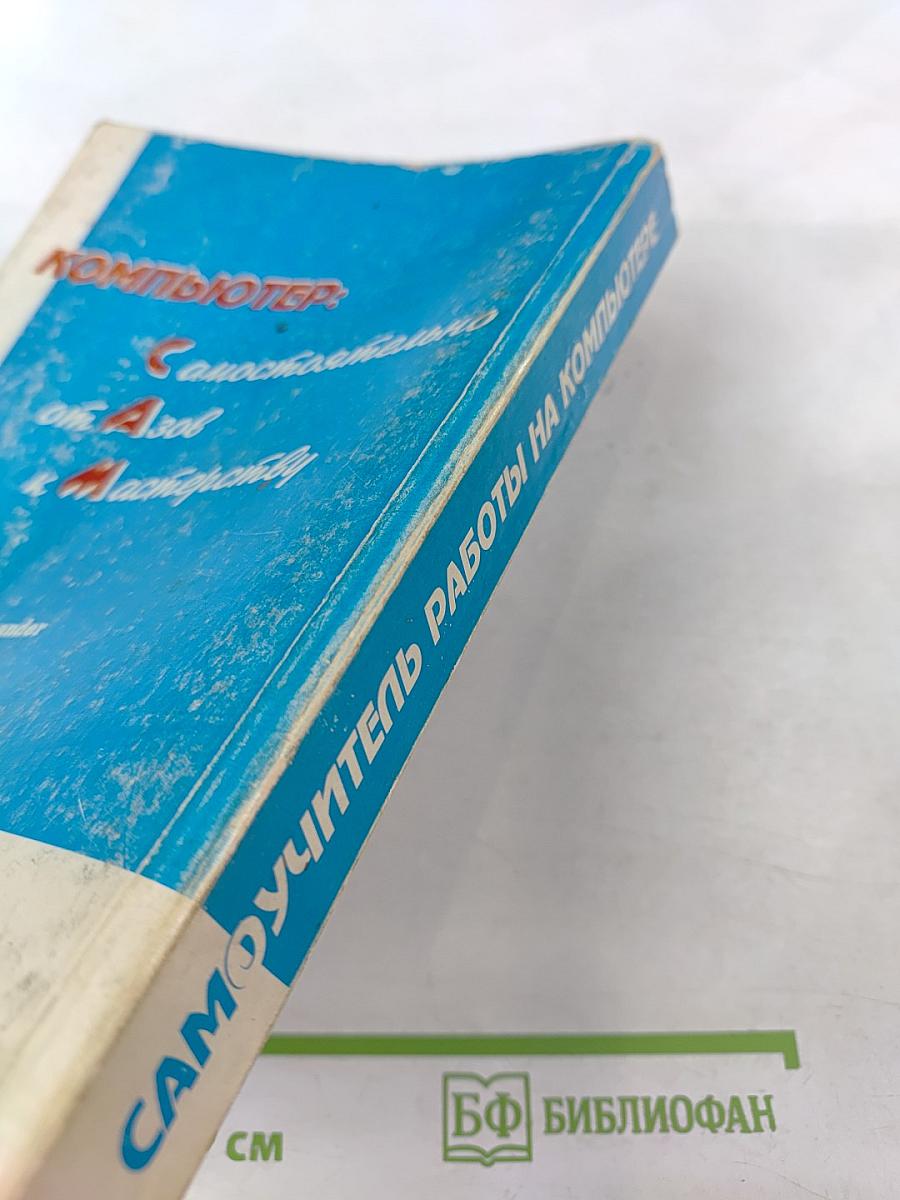 КОМПЬЮТЕР:
Самостоятельно
от Азов
к Мастерству
САМОУЧИТЕЛЬ РАБОТЫ НА КОМПЬЮТЕРЕ
см
БФ БИБЛИОФАН